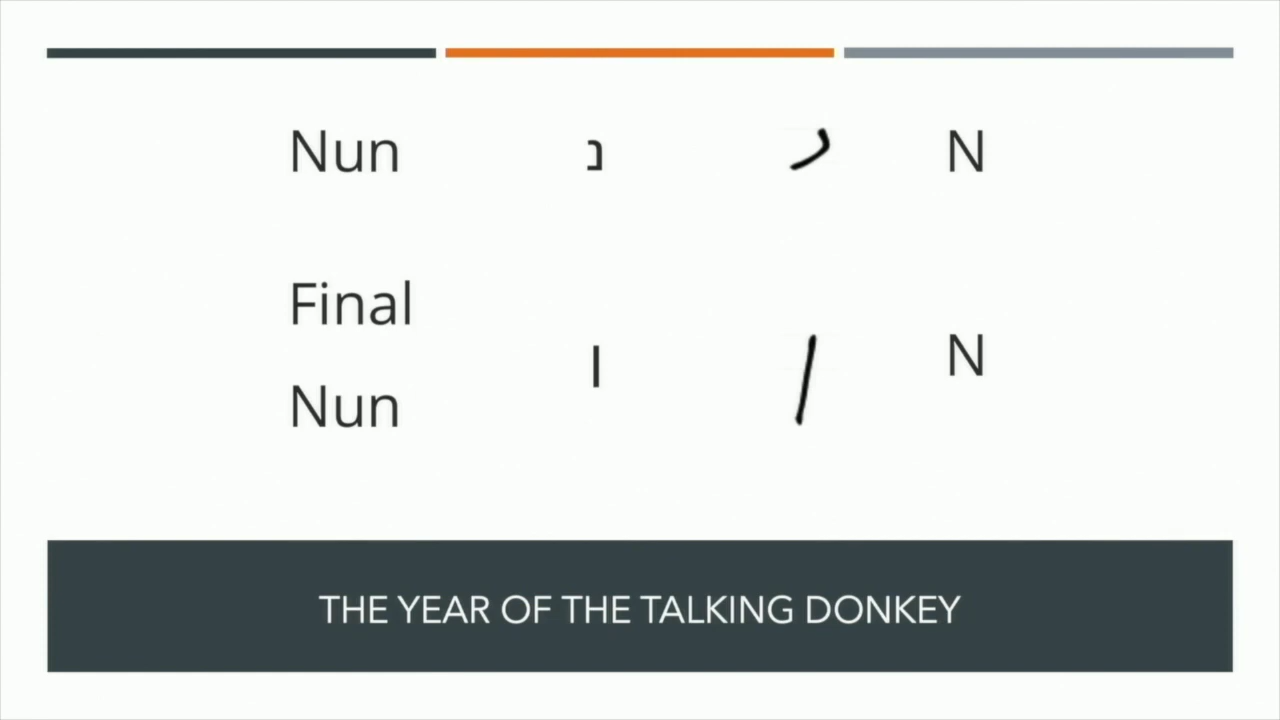 Nun נ N
Final
Nun ן N
THE YEAR OF THE TALKING DONKEY